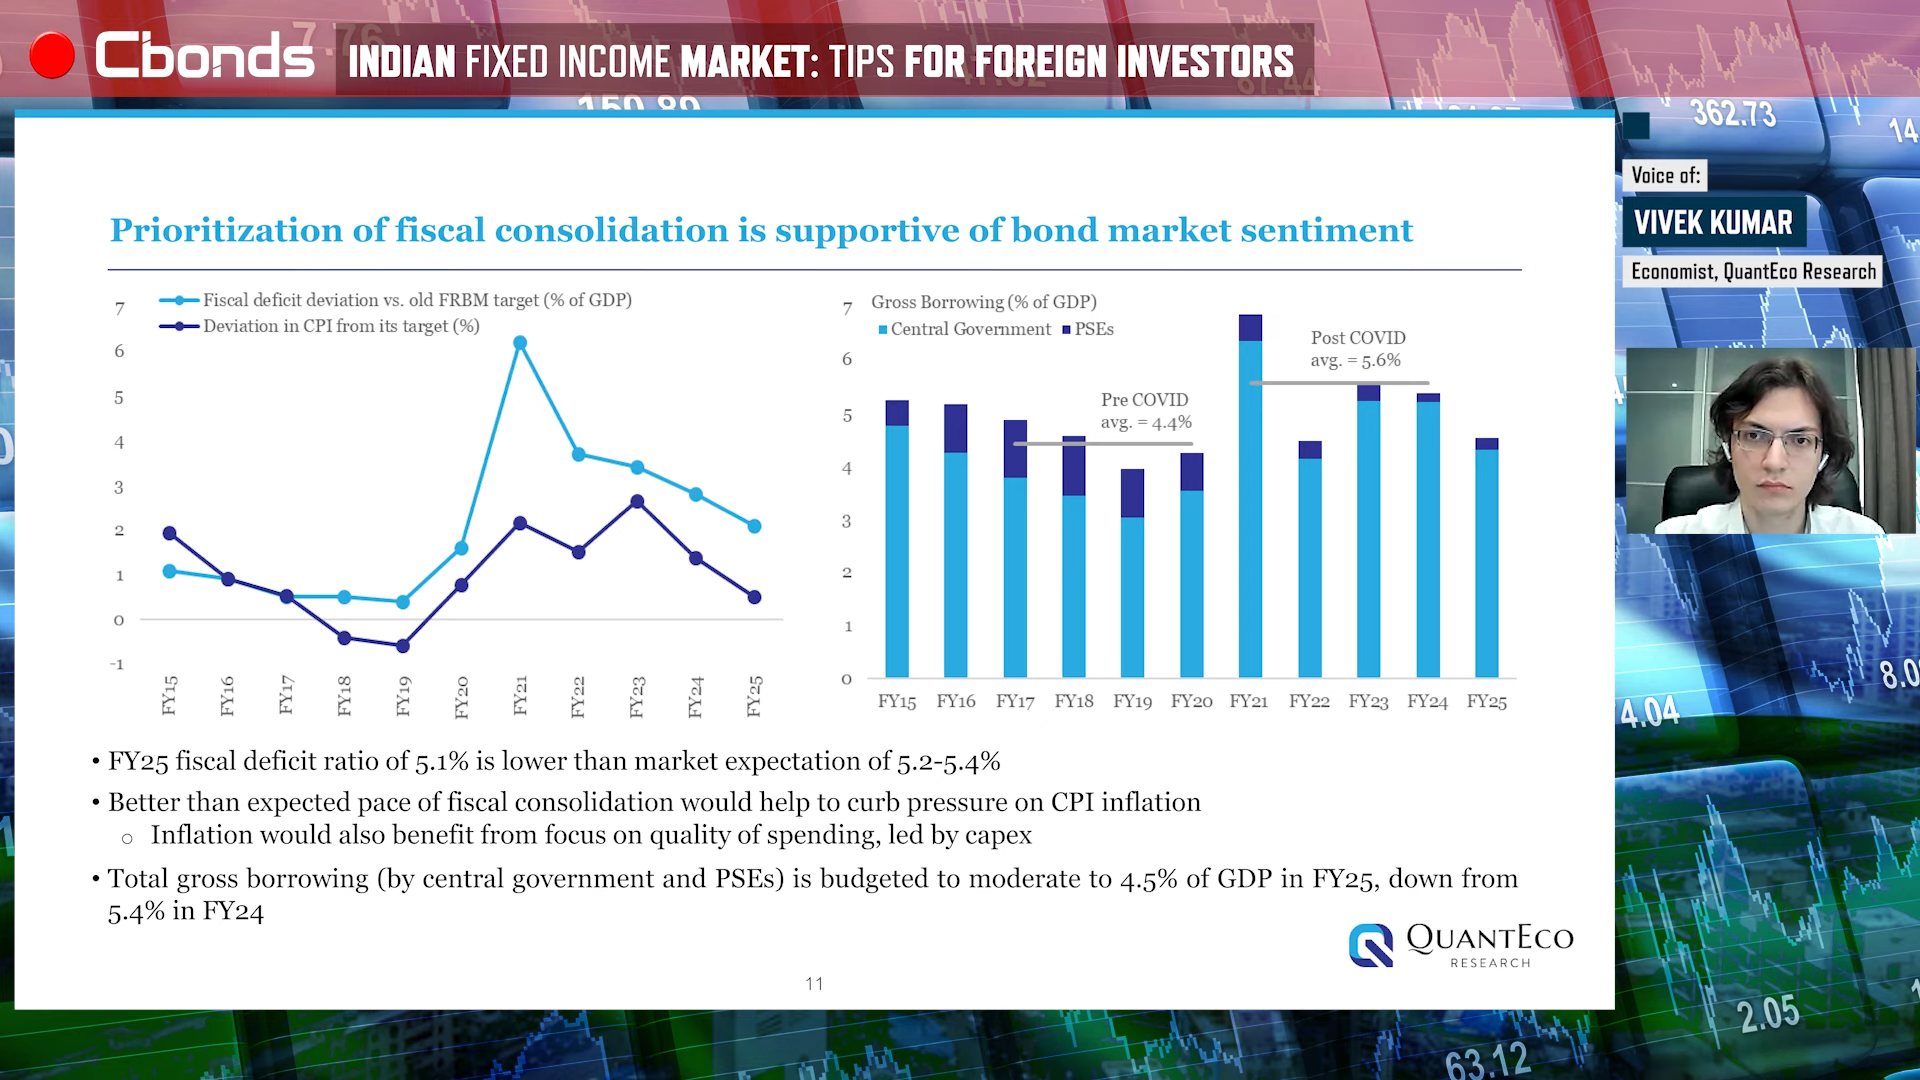 Cbonds
INDIAN FIXED INCOME MARKET: TIPS FOR FOREIGN INVESTORS
7.76
61.44
150.89
362.73
14
Voice of:
VIVEK KUMAR
Economist, QuantEco Research
Prioritization of fiscal consolidation is supportive of bond market sentiment
Fiscal deficit deviation vs. old FRBM target (% of GDP)
Deviation in CPI from its target (%)
7
6
5
4
3
2
1
0
-1
FY15 FY16 FY17 FY18 FY19 FY20 FY21 FY22 FY23 FY24 FY25
Gross Borrowing (% of GDP)
Central Government PSEs
Pre COVID
avg. = 4.4%
Post COVID
avg. = 5.6%
7
6
5
4
3
2
1
0
FY15 FY16 FY17 FY18 FY19 FY20 FY21 FY22 FY23 FY24 FY25
• FY25 fiscal deficit ratio of 5.1% is lower than market expectation of 5.2-5.4%
• Better than expected pace of fiscal consolidation would help to curb pressure on CPI inflation
○ Inflation would also benefit from focus on quality of spending, led by capex
• Total gross borrowing (by central government and PSEs) is budgeted to moderate to 4.5% of GDP in FY25, down from
5.4% in FY24
QUANTECO
RESEARCH
11
4.04
2.05
63.12